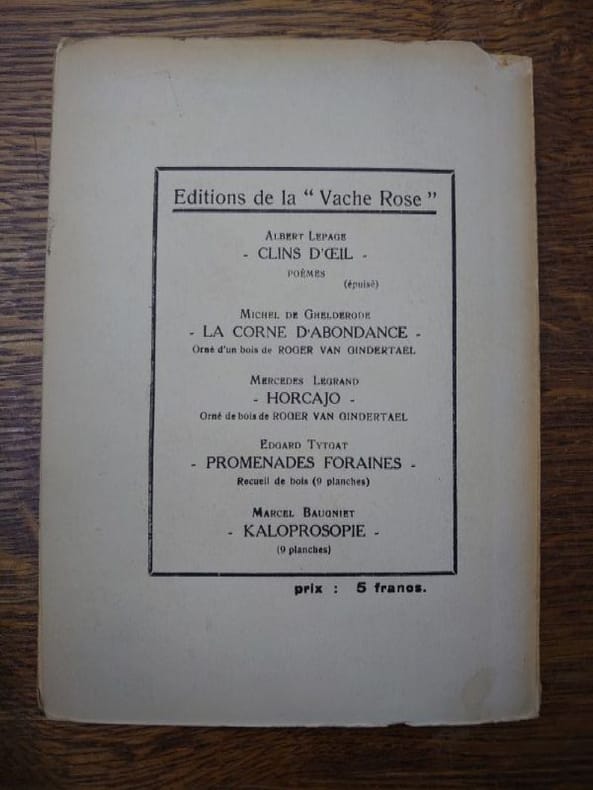 Editions de la “ Vache Rose ”
Albert Lepage
- CLINS D'ŒIL -
POÈMES
(épuisé)
Michel de Ghelderode
- LA CORNE D'ABONDANCE -
Orné d'un bois de ROGER VAN GINDERTAEL
Mercedes Legrand
- HORCAJO -
Orné de bois de ROGER VAN GINDERTAEL
Edgard Tytgat
- PROMENADES FORAINES -
Recueil de bois (9 planches)
Marcel Baugniet
- KALOPROSOPIE -
(9 planches)
prix : 5 francs.